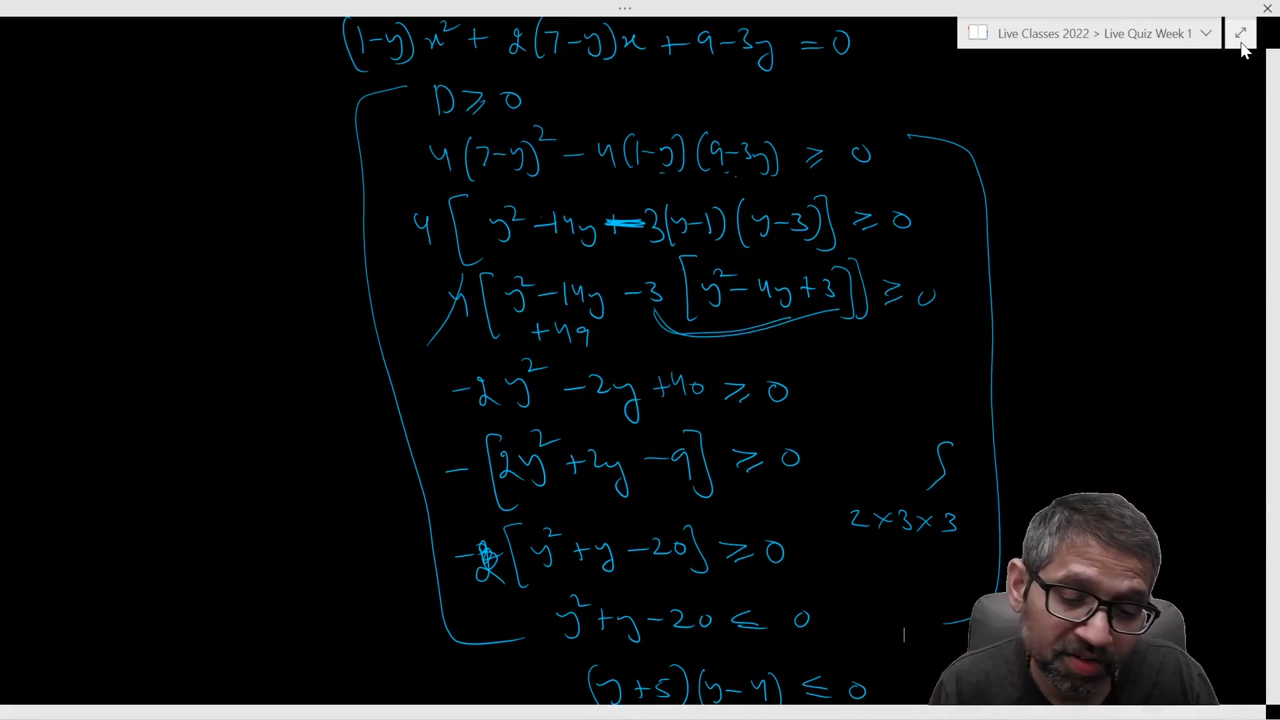 Live Classes 2022 > Live Quiz Week 1
(1-y)x² + 2(7-y)x + 9-3y = 0
D ≥ 0
4(7-y)² - 4(1-y)(9-3y) ≥ 0
4[y² -14y - 3(y-1)(y-3)] ≥ 0
4[y² -14y -3[y² - 4y + 3]] ≥ 0
+49
-2y² -2y +40 ≥ 0
-[2y² +2y -9] ≥ 0
2×3×3
-2[y² + y -20] ≥ 0
y² + y - 20 ≤ 0
(y+5)(y-4) ≤ 0